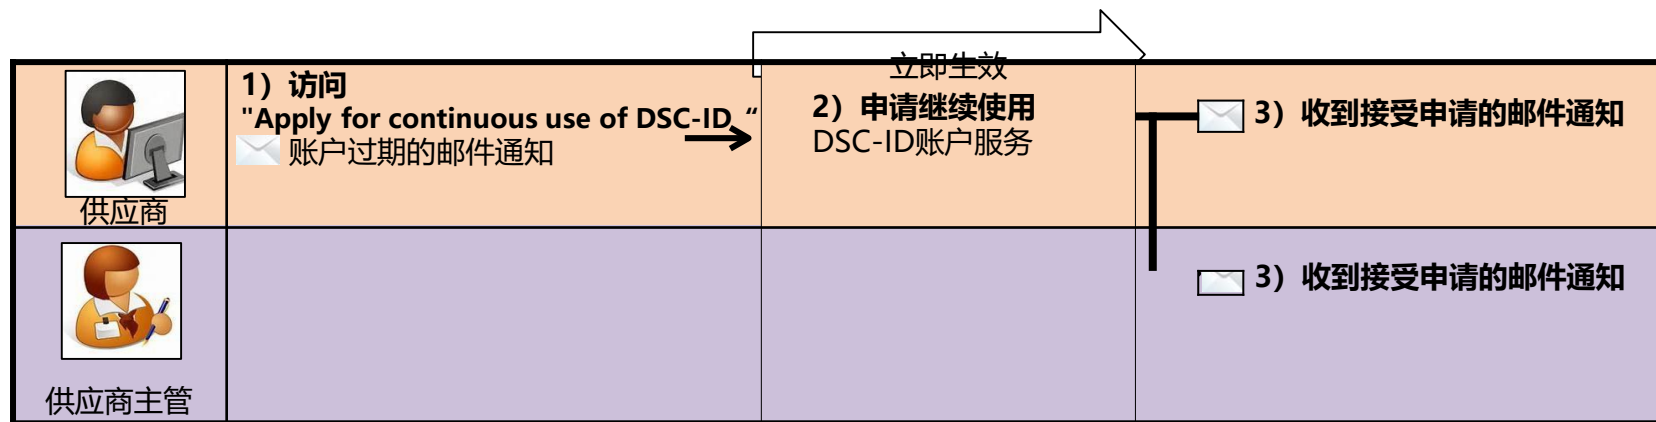 立即生效
1）访问
"Apply for continuous use of DSC-ID “
账户过期的邮件通知
2）申请继续使用
DSC-ID账户服务
3）收到接受申请的邮件通知
供应商
3）收到接受申请的邮件通知
供应商主管